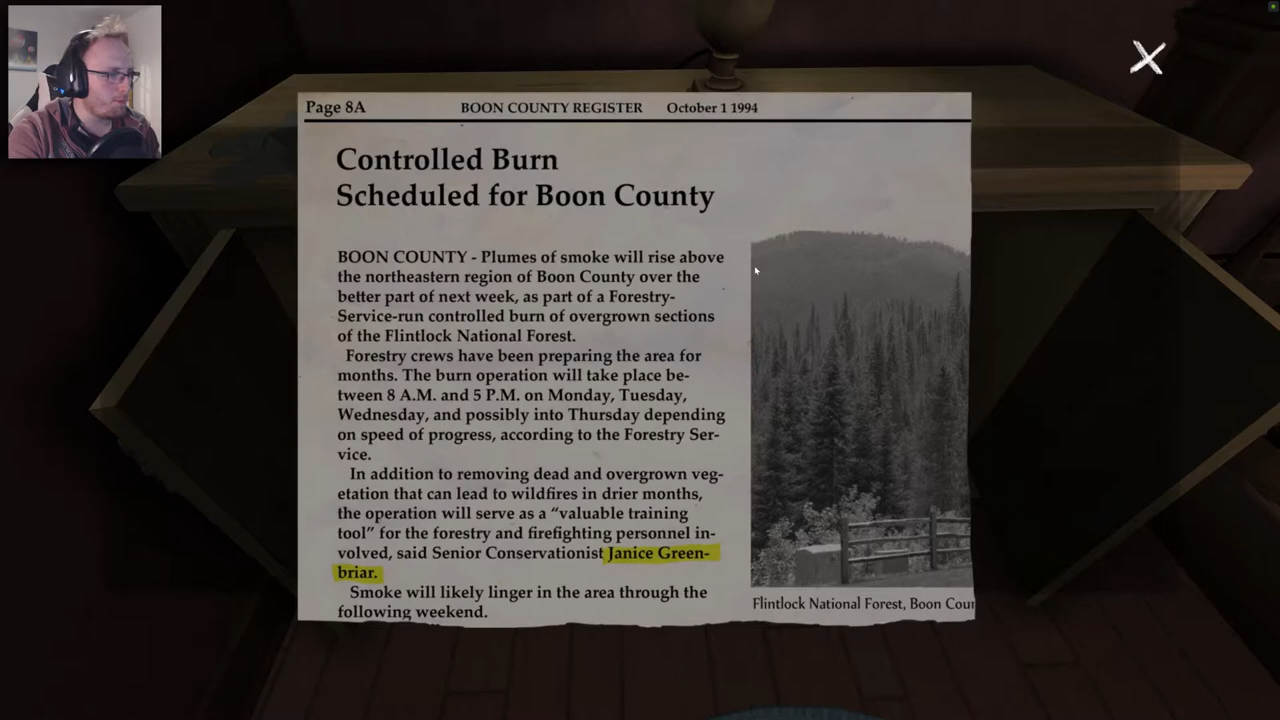 Page 8A BOON COUNTY REGISTER October 1 1994
Controlled Burn
Scheduled for Boon County
BOON COUNTY - Plumes of smoke will rise above
the northeastern region of Boon County over the
better part of next week, as part of a Forestry-
Service-run controlled burn of overgrown sections
of the Flintlock National Forest.
Forestry crews have been preparing the area for
months. The burn operation will take place be-
tween 8 A.M. and 5 P.M. on Monday, Tuesday,
Wednesday, and possibly into Thursday depending
on speed of progress, according to the Forestry Ser-
vice.
In addition to removing dead and overgrown veg-
etation that can lead to wildfires in drier months,
the operation will serve as a “valuable training
tool” for the forestry and firefighting personnel in-
volved, said Senior Conservationist Janice Green-
briar.
Smoke will likely linger in the area through the
following weekend.
Flintlock National Forest, Boon Coun